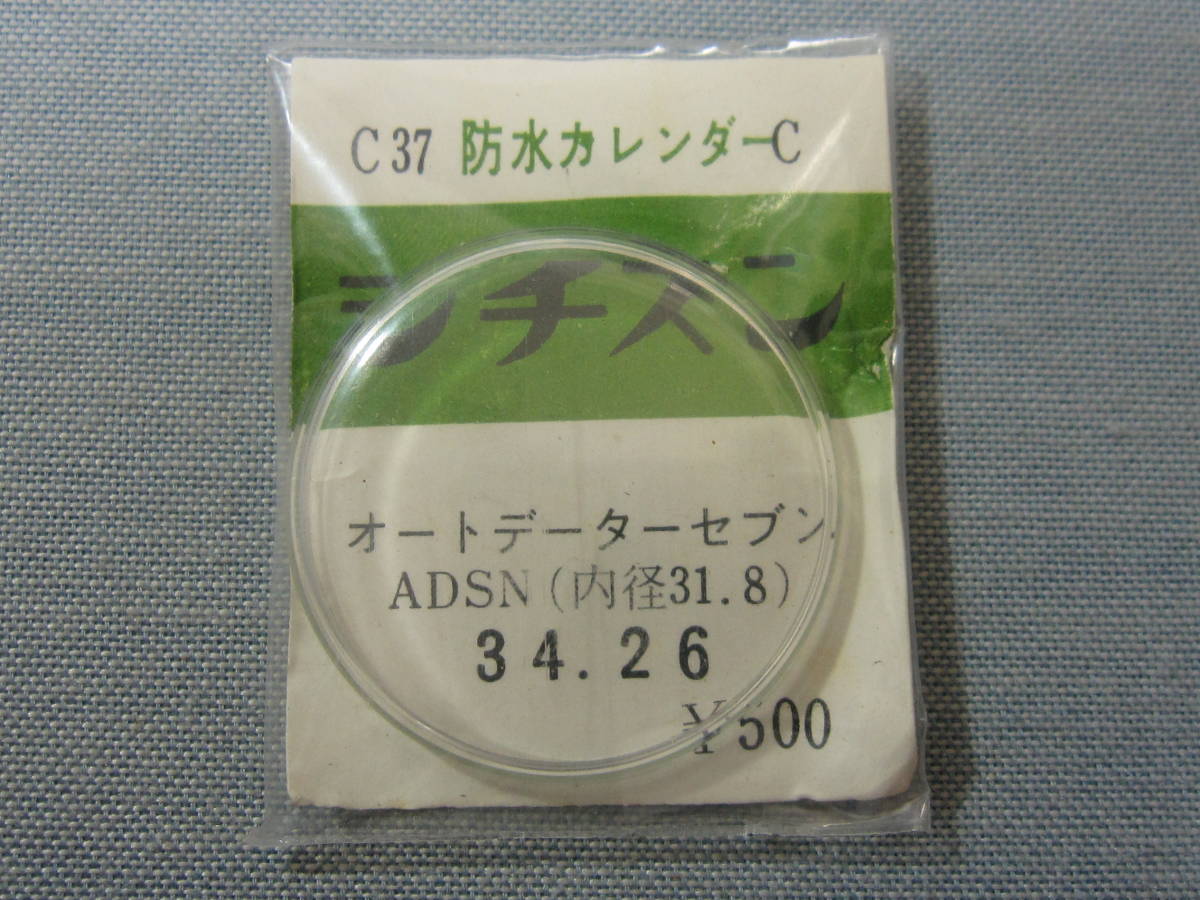 C37 防水カレンダーC
シチズン
オートデーターセブン
ADSN(内径31.8)
34.26
¥500